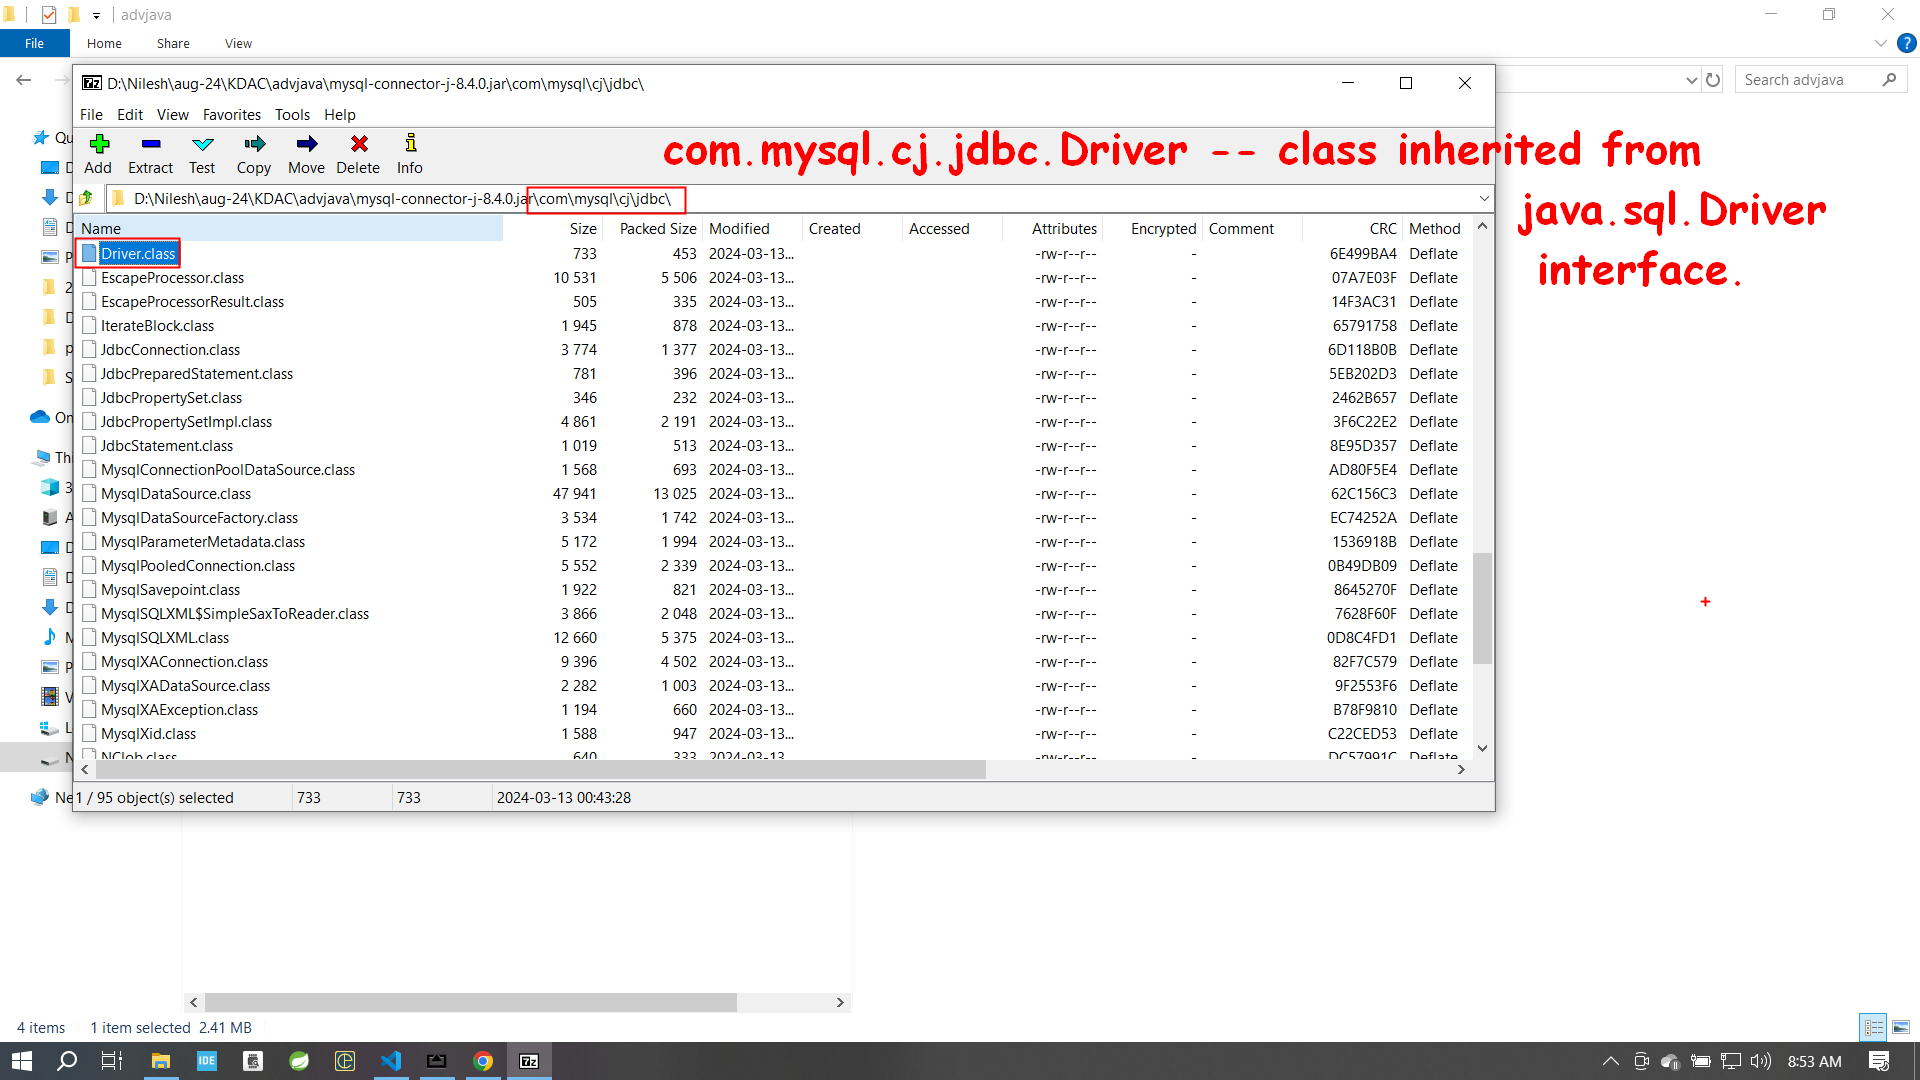 advjava
File Home Share View
D:\Nilesh\aug-24\KDAC\advjava\mysql-connector-j-8.4.0.jar\com\mysql\cj\jdbc\
Search advjava
File Edit View Favorites Tools Help
Add Extract Test Copy Move Delete Info
com.mysql.cj.jdbc.Driver -- class inherited from
java.sql.Driver
interface.
D:\Nilesh\aug-24\KDAC\advjava\mysql-connector-j-8.4.0.jar\com\mysql\cj\jdbc\
Name Size Packed Size Modified Created Accessed Attributes Encrypted Comment CRC Method
Driver.class 733 453 2024-03-13... -rw-r--r-- - 6E499BA4 Deflate
EscapeProcessor.class 10 531 5 506 2024-03-13... -rw-r--r-- - 07A7E03F Deflate
EscapeProcessorResult.class 505 335 2024-03-13... -rw-r--r-- - 14F3AC31 Deflate
IterateBlock.class 1 945 878 2024-03-13... -rw-r--r-- - 65791758 Deflate
JdbcConnection.class 3 774 1 377 2024-03-13... -rw-r--r-- - 6D118B0B Deflate
JdbcPreparedStatement.class 781 396 2024-03-13... -rw-r--r-- - 5EB202D3 Deflate
JdbcPropertySet.class 346 232 2024-03-13... -rw-r--r-- - 2462B657 Deflate
JdbcPropertySetImpl.class 4 861 2 191 2024-03-13... -rw-r--r-- - 3F6C22E2 Deflate
JdbcStatement.class 1 019 513 2024-03-13... -rw-r--r-- - 8E95D357 Deflate
MysqlConnectionPoolDataSource.class 1 568 693 2024-03-13... -rw-r--r-- - AD80F5E4 Deflate
MysqlDataSource.class 47 941 13 025 2024-03-13... -rw-r--r-- - 62C156C3 Deflate
MysqlDataSourceFactory.class 3 534 1 742 2024-03-13... -rw-r--r-- - EC74252A Deflate
MysqlParameterMetadata.class 5 172 1 994 2024-03-13... -rw-r--r-- - 1536918B Deflate
MysqlPooledConnection.class 5 552 2 339 2024-03-13... -rw-r--r-- - 0B49DB09 Deflate
MysqlSavepoint.class 1 922 821 2024-03-13... -rw-r--r-- - 8645270F Deflate
MysqlSQLXML$SimpleSaxToReader.class 3 866 2 048 2024-03-13... -rw-r--r-- - 7628F60F Deflate
MysqlSQLXML.class 12 660 5 375 2024-03-13... -rw-r--r-- - 0D8C4FD1 Deflate
MysqlXAConnection.class 9 396 4 502 2024-03-13... -rw-r--r-- - 82F7C579 Deflate
MysqlXADataSource.class 2 282 1 003 2024-03-13... -rw-r--r-- - 9F2553F6 Deflate
MysqlXAException.class 1 194 660 2024-03-13... -rw-r--r-- - B78F9810 Deflate
MysqlXid.class 1 588 947 2024-03-13... -rw-r--r-- - C22CED53 Deflate
NClob.class 640 333 2024-03-13... -rw-r--r-- - DC57991C Deflate
1 / 95 object(s) selected 733 733 2024-03-13 00:43:28
4 items 1 item selected 2.41 MB
8:53 AM